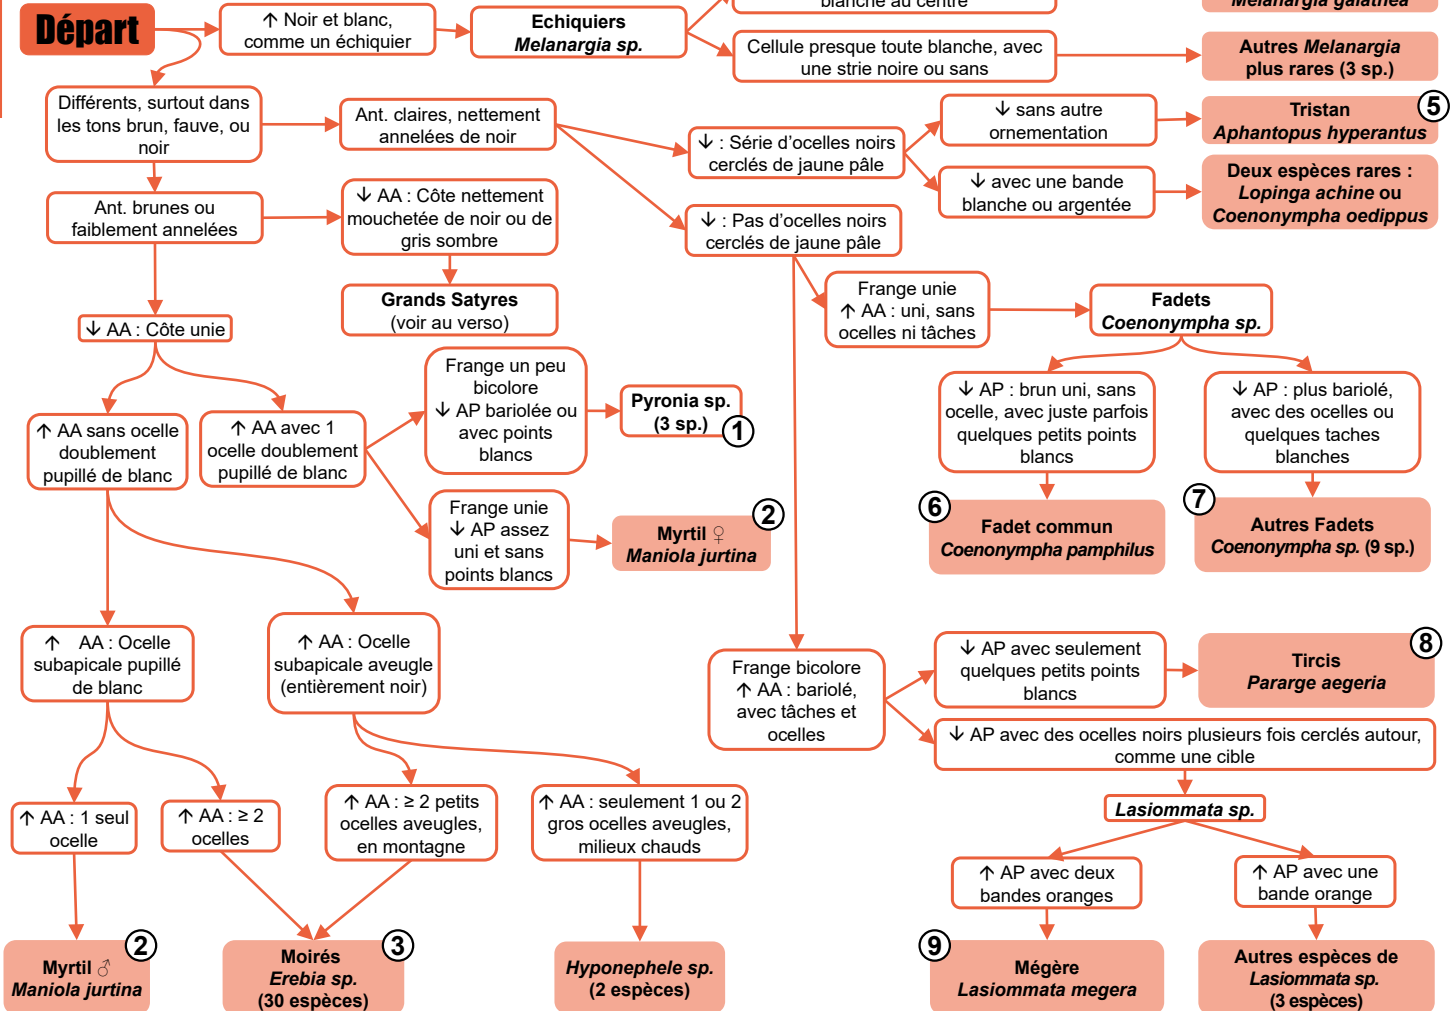 Départ
↑ Noir et blanc,
comme un échiquier
Echiquiers
Melanargia sp.
blanche au centre
Melanargia galathea
Cellule presque toute blanche, avec
une strie noire ou sans
Autres Melanargia
plus rares (3 sp.)
Différents, surtout dans
les tons brun, fauve, ou
noir
Ant. claires, nettement
annelées de noir
↓ : Série d’ocelles noirs
cerclés de jaune pâle
↓ sans autre
ornementation
Tristan
Aphantopus hyperantus
5
↓ avec une bande
blanche ou argentée
Deux espèces rares :
Lopinga achine ou
Coenonympha oedippus
Ant. brunes ou
faiblement annelées
↓ AA : Côte nettement
mouchetée de noir ou de
gris sombre
Grands Satyres
(voir au verso)
↓ : Pas d’ocelles noirs
cerclés de jaune pâle
Frange unie
↑ AA : uni, sans
ocelles ni tâches
Fadets
Coenonympha sp.
↓ AA : Côte unie
↑ AA sans ocelle
doublement
pupillé de blanc
↑ AA avec 1
ocelle doublement
pupillé de blanc
Frange un peu
bicolore
↓ AP bariolée ou
avec points
blancs
Pyronia sp.
(3 sp.)
1
Frange unie
↓ AP assez
uni et sans
points blancs
Myrtil ♀
Maniola jurtina
2
↓ AP : brun uni, sans
ocelle, avec juste parfois
quelques petits points
blancs
↓ AP : plus bariolé,
avec des ocelles ou
quelques taches
blanches
6
Fadet commun
Coenonympha pamphilus
7
Autres Fadets
Coenonympha sp. (9 sp.)
↑ AA : Ocelle
subapicale pupillé
de blanc
↑ AA : Ocelle
subapicale aveugle
(entièrement noir)
Frange bicolore
↑ AA : bariolé,
avec tâches et
ocelles
↓ AP avec seulement
quelques petits points
blancs
Tircis
Pararge aegeria
8
↓ AP avec des ocelles noirs plusieurs fois cerclés autour,
comme une cible
Lasiommata sp.
↑ AA : 1 seul
ocelle
↑ AA : ≥ 2
ocelles
↑ AA : ≥ 2 petits
ocelles aveugles,
en montagne
↑ AA : seulement 1 ou 2
gros ocelles aveugles,
milieux chauds
↑ AP avec deux
bandes oranges
↑ AP avec une
bande orange
Myrtil ♂
Maniola jurtina
2
Moirés
Erebia sp.
(30 espèces)
3
Hyponephele sp.
(2 espèces)
9
Mégère
Lasiommata megera
Autres espèces de
Lasiommata sp.
(3 espèces)